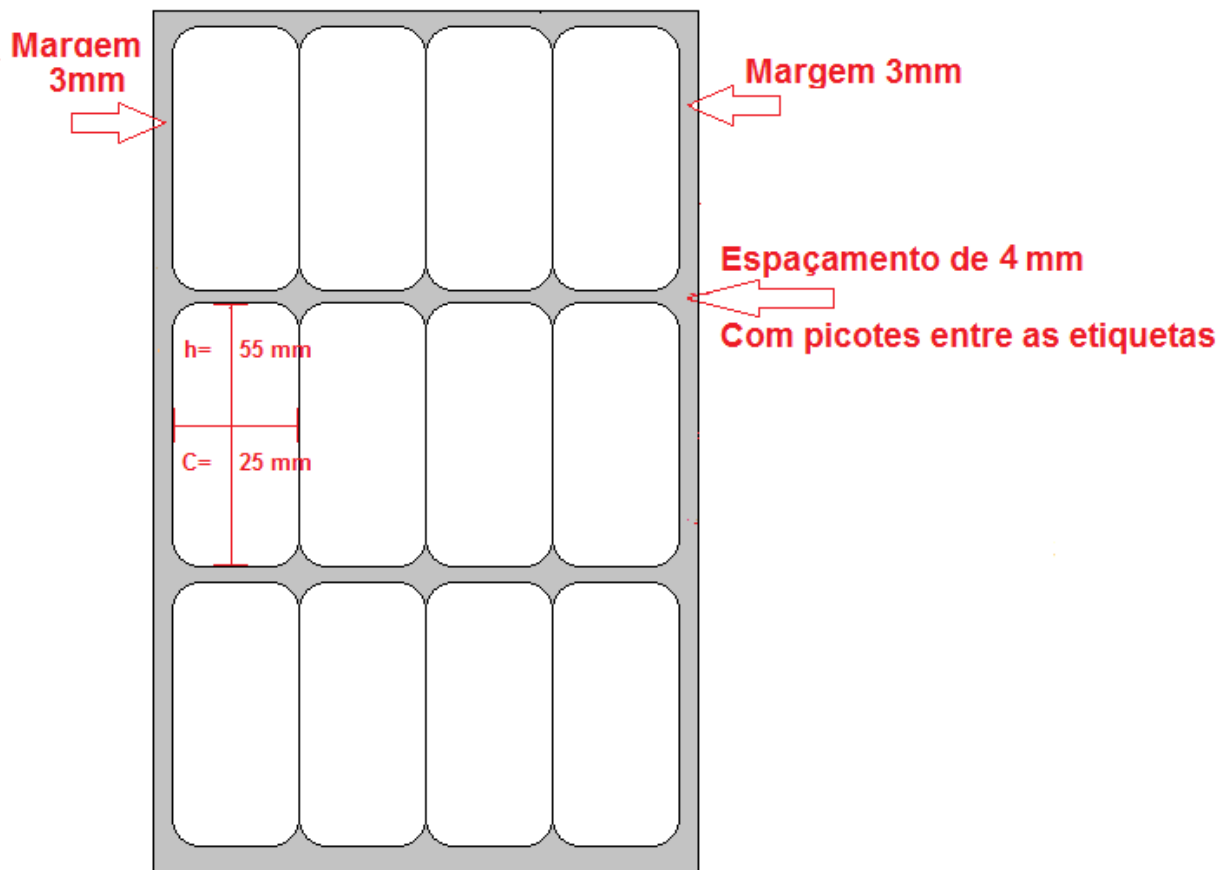 Margem
3mm
Margem 3mm
Espaçamento de 4 mm
Com picotes entre as etiquetas
h= 55 mm
C= 25 mm